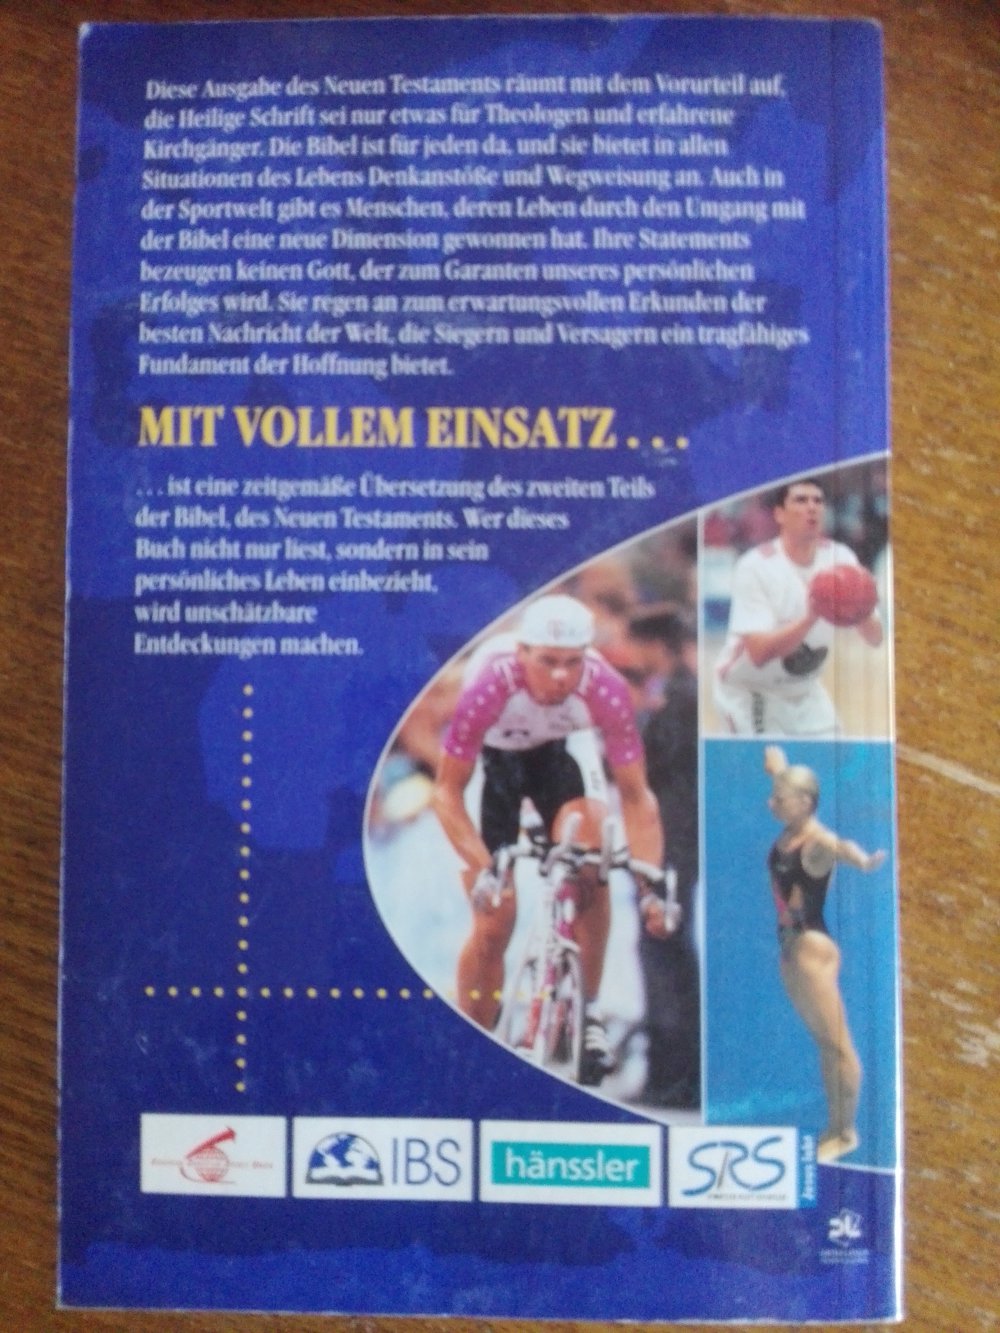 Diese Ausgabe des Neuen Testaments räumt mit dem Vorurteil auf,
die Heilige Schrift sei nur etwas für Theologen und erfahrene
Kirchgänger. Die Bibel ist für jeden da, und sie bietet in allen
Situationen des Lebens Denkanstöße und Wegweisung an. Auch in
der Sportwelt gibt es Menschen, deren Leben durch den Umgang mit
der Bibel eine neue Dimension gewonnen hat. Ihre Statements
bezeugen keinen Gott, der zum Garanten unseres persönlichen
Erfolges wird. Sie regen an zum erwartungsvollen Erkunden der
besten Nachricht der Welt, die Siegern und Versagern ein tragfähiges
Fundament der Hoffnung bietet.
MIT VOLLEM EINSATZ . . .
. . . ist eine zeitgemäße Übersetzung des zweiten Teils
der Bibel, des Neuen Testaments. Wer dieses
Buch nicht nur liest, sondern in sein
persönliches Leben einbezieht,
wird unschätzbare
Entdeckungen machen.
IBS
hänssler
SRS
Jesus lebt